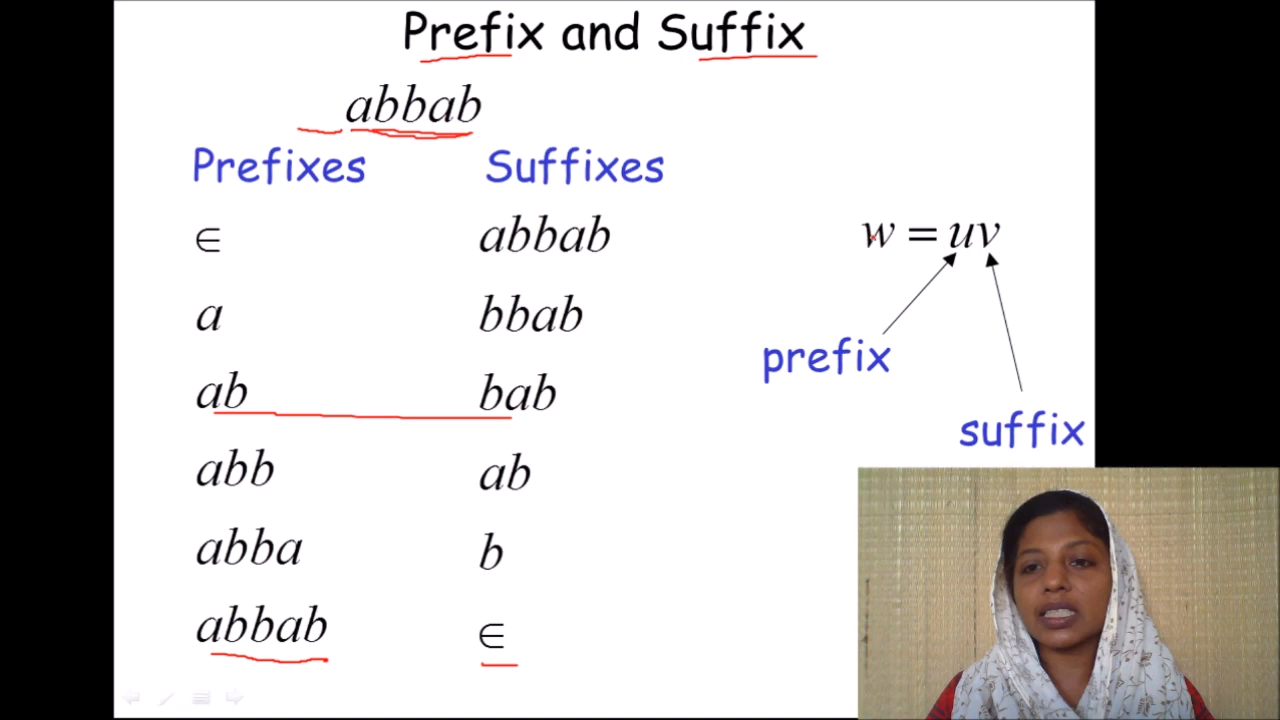 Prefix and Suffix
abbab
Prefixes Suffixes
∈ abbab
a bbab
ab bab
abb ab
abba b
abbab ∈
w = uv
prefix
suffix